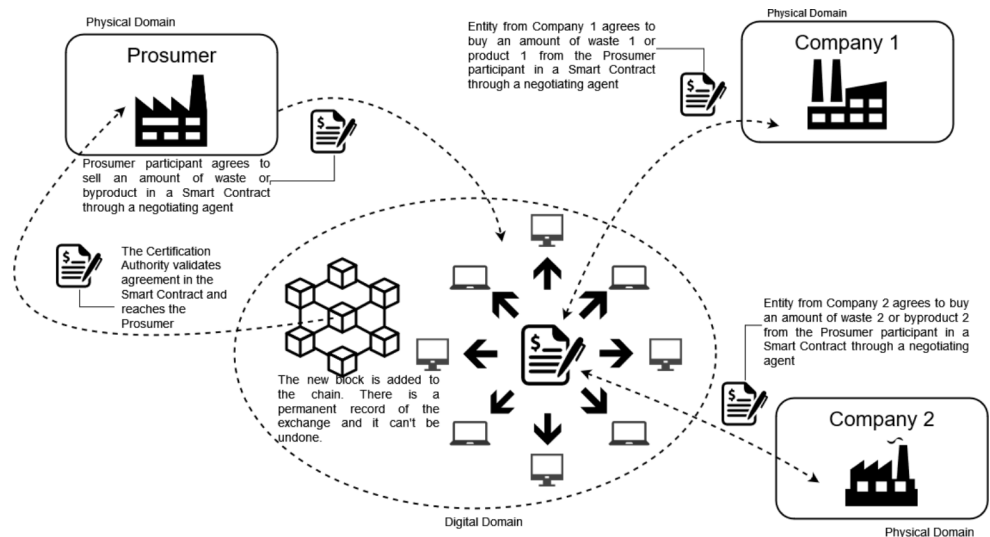 Physical Domain
Prosumer
Prosumer participant agrees to
sell an amount of waste or
byproduct in a Smart Contract
through a negotiating agent
The Certification
Authority validates
agreement in the
Smart Contract and
reaches the
Prosumer
Entity from Company 1 agrees to
buy an amount of waste 1 or
product 1 from the Prosumer
participant in a Smart Contract
through a negotiating agent
Physical Domain
Company 1
The new block is added to
the chain. There is a
permanent record of the
exchange and it can't be
undone.
$
$
$
$
$
Entity from Company 2 agrees to buy
an amount of waste 2 or byproduct 2
from the Prosumer participant in a
Smart Contract through a negotiating
agent
Company 2
Digital Domain
Physical Domain